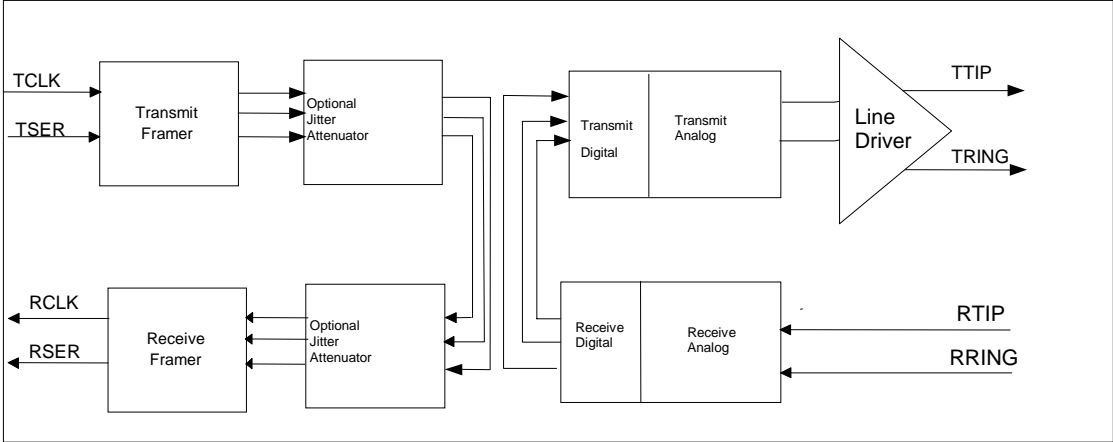 TCLK
TSER
Transmit
Framer
Optional
Jitter
Attenuator
Transmit
Digital
Transmit
Analog
Line
Driver
TTIP
TRING
RCLK
RSER
Receive
Framer
Optional
Jitter
Attenuator
Receive
Digital
Receive
Analog
RTIP
RRING